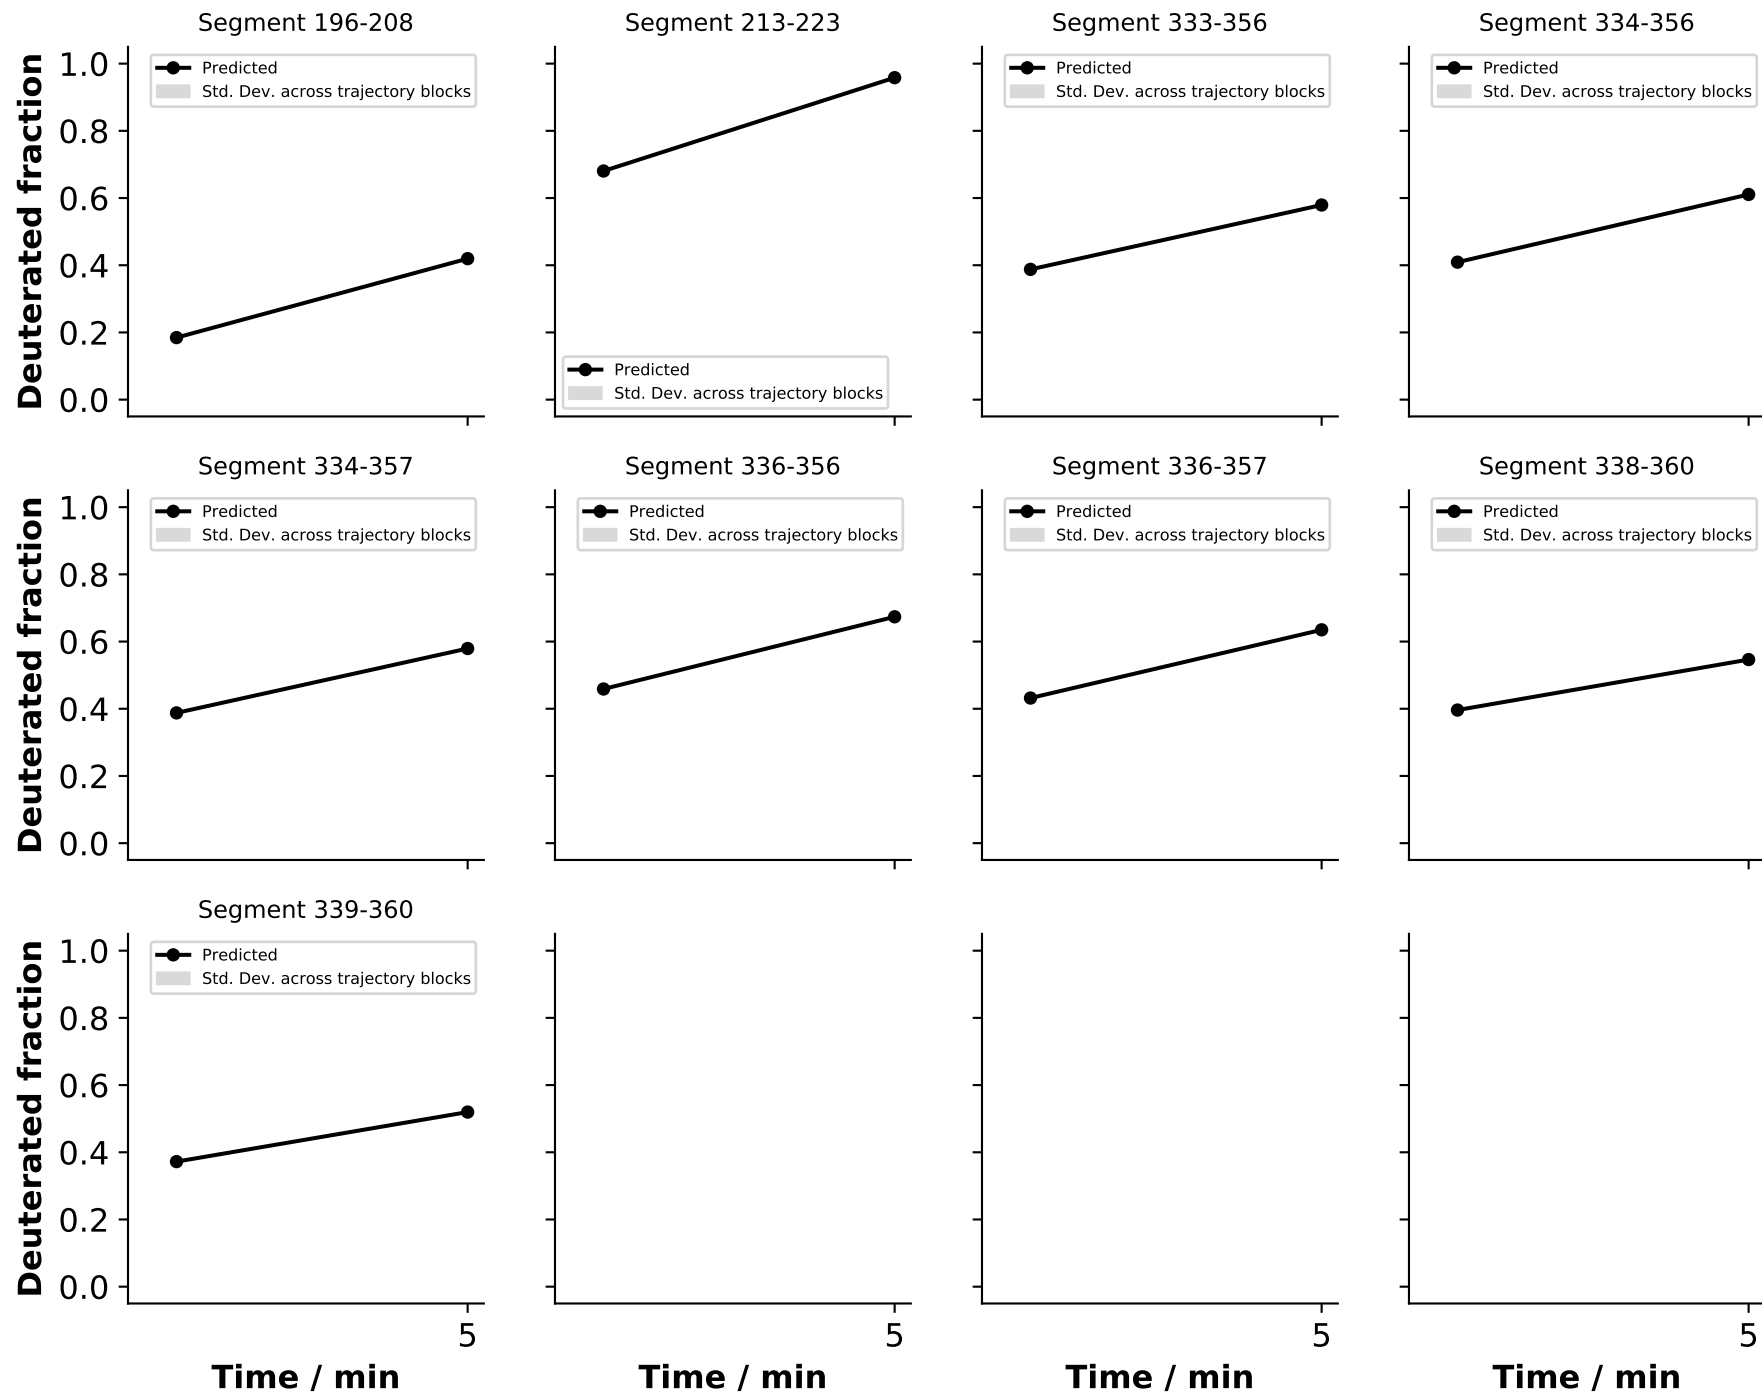 Segment 196-208
Deuterated fraction
1.0
0.8
0.6
0.4
0.2
0.0
Predicted
Std. Dev. across trajectory blocks
Segment 213-223
Predicted
Std. Dev. across trajectory blocks
Segment 333-356
Predicted
Std. Dev. across trajectory blocks
Segment 334-356
Predicted
Std. Dev. across trajectory blocks
Segment 334-357
Deuterated fraction
1.0
0.8
0.6
0.4
0.2
0.0
Predicted
Std. Dev. across trajectory blocks
Segment 336-356
Predicted
Std. Dev. across trajectory blocks
Segment 336-357
Predicted
Std. Dev. across trajectory blocks
Segment 338-360
Predicted
Std. Dev. across trajectory blocks
Segment 339-360
Deuterated fraction
1.0
0.8
0.6
0.4
0.2
0.0
Predicted
Std. Dev. across trajectory blocks
5
Time / min
5
Time / min
5
Time / min
5
Time / min